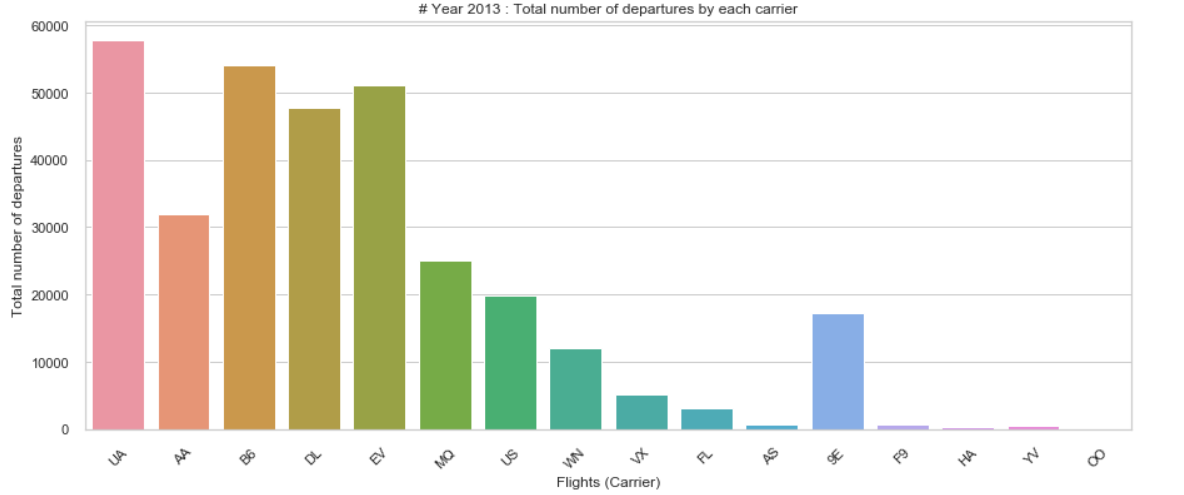 # Year 2013 : Total number of departures by each carrier
Total number of departures
60000
50000
40000
30000
20000
10000
0
UA
AA
B6
DL
EV
MQ
US
WN
VX
FL
AS
9E
F9
HA
YV
OO
Flights (Carrier)